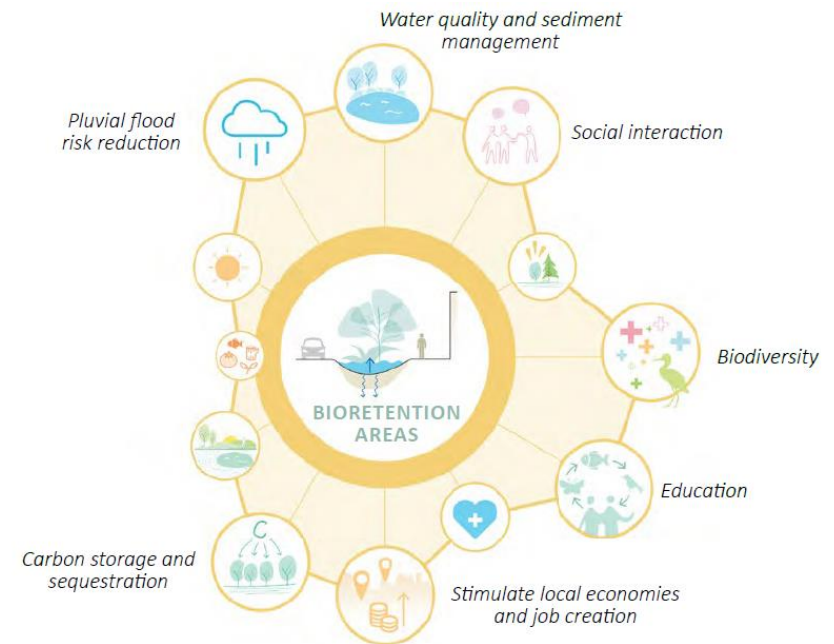 Water quality and sediment
management
Pluvial flood
risk reduction
Social interaction
BIORETENTION
AREAS
Biodiversity
Education
C
Carbon storage and
sequestration
Stimulate local economies
and job creation